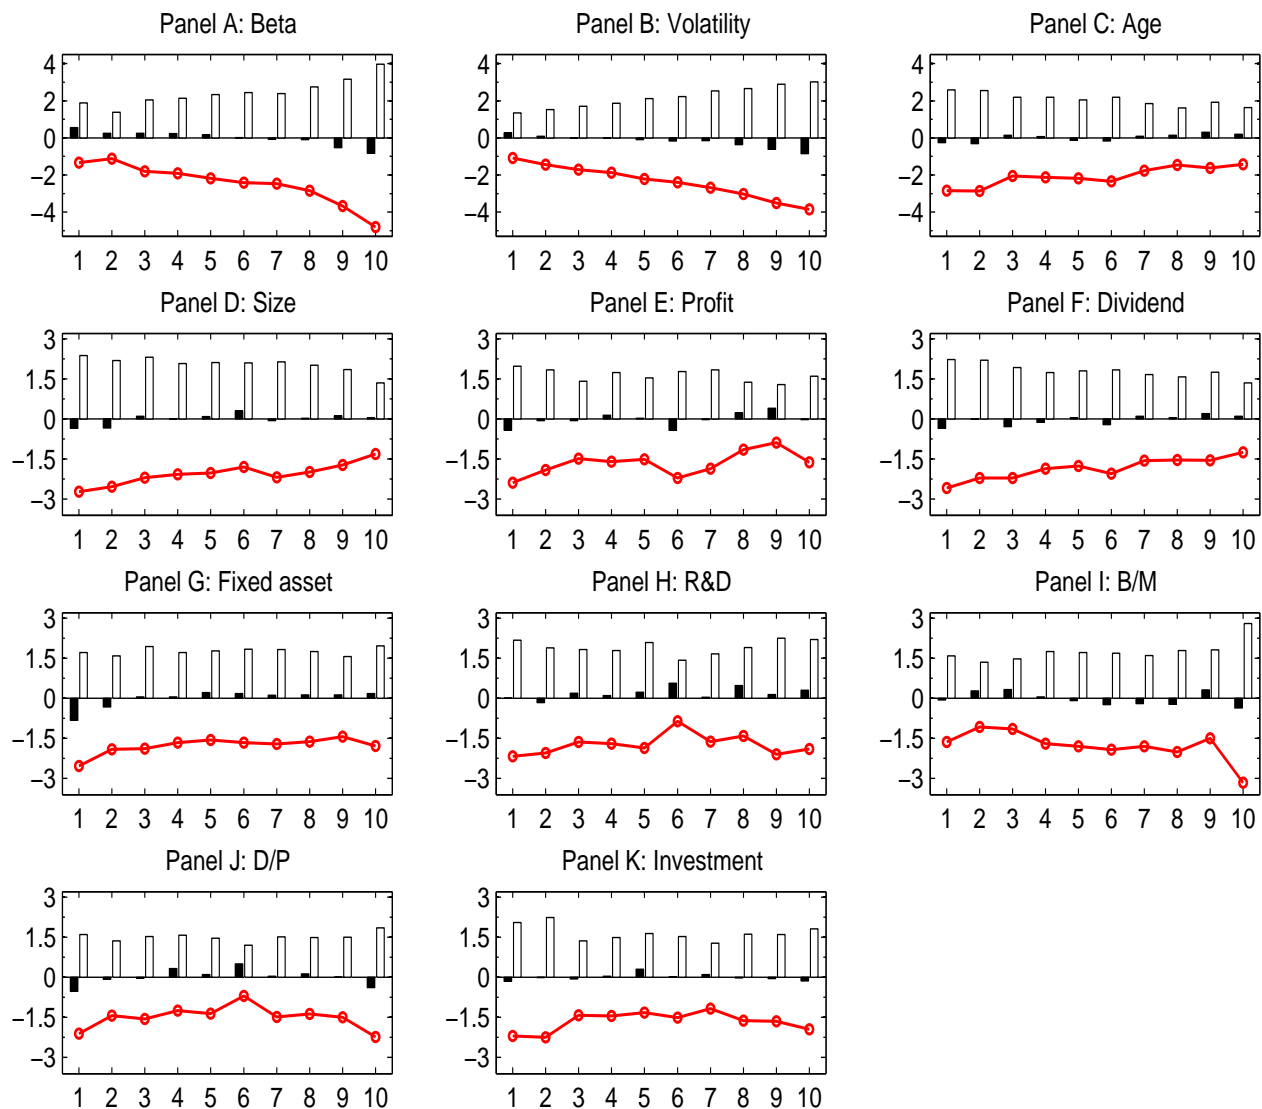 Panel A: Beta
Panel B: Volatility
Panel C: Age
4
2
0
−2
−4
1 2 3 4 5 6 7 8 9 10
4
2
0
−2
−4
1 2 3 4 5 6 7 8 9 10
4
2
0
−2
−4
1 2 3 4 5 6 7 8 9 10
Panel D: Size
Panel E: Profit
Panel F: Dividend
3
1.5
0
−1.5
−3
1 2 3 4 5 6 7 8 9 10
3
1.5
0
−1.5
−3
1 2 3 4 5 6 7 8 9 10
3
1.5
0
−1.5
−3
1 2 3 4 5 6 7 8 9 10
Panel G: Fixed asset
Panel H: R&D
Panel I: B/M
3
1.5
0
−1.5
−3
1 2 3 4 5 6 7 8 9 10
3
1.5
0
−1.5
−3
1 2 3 4 5 6 7 8 9 10
3
1.5
0
−1.5
−3
1 2 3 4 5 6 7 8 9 10
Panel J: D/P
Panel K: Investment
3
1.5
0
−1.5
−3
1 2 3 4 5 6 7 8 9 10
3
1.5
0
−1.5
−3
1 2 3 4 5 6 7 8 9 10